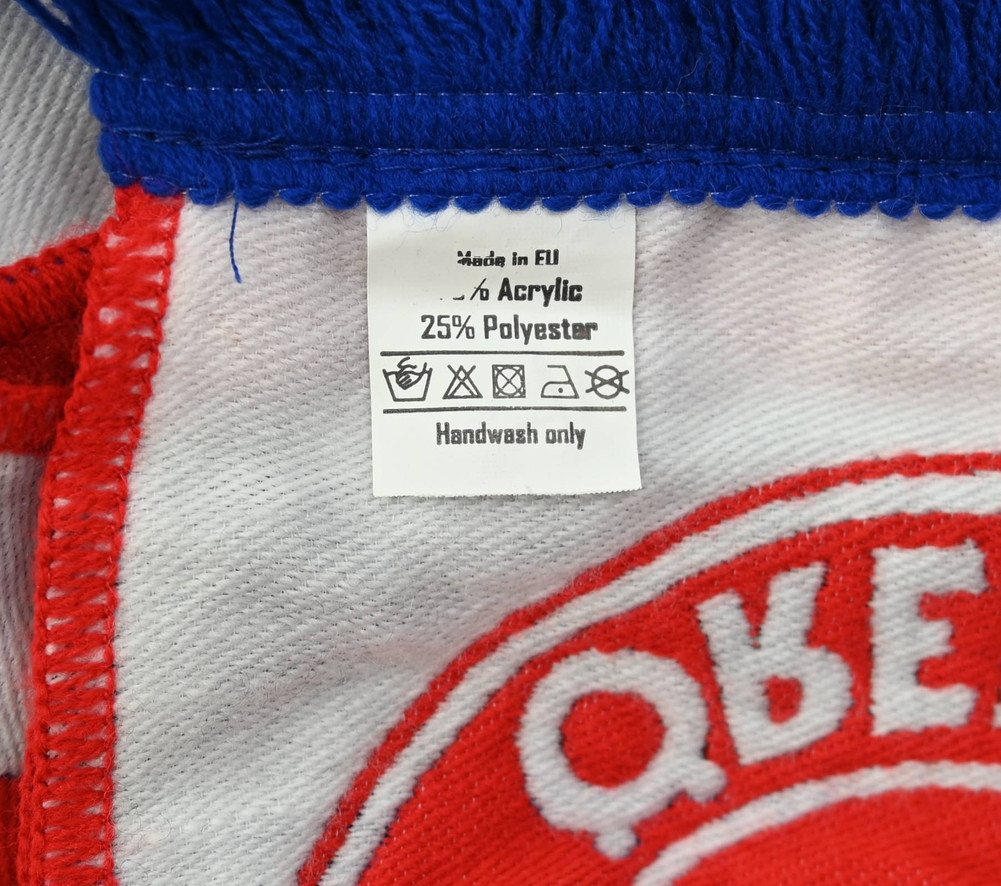 Made in EU
% Acrylic
25% Polyester
Handwash only